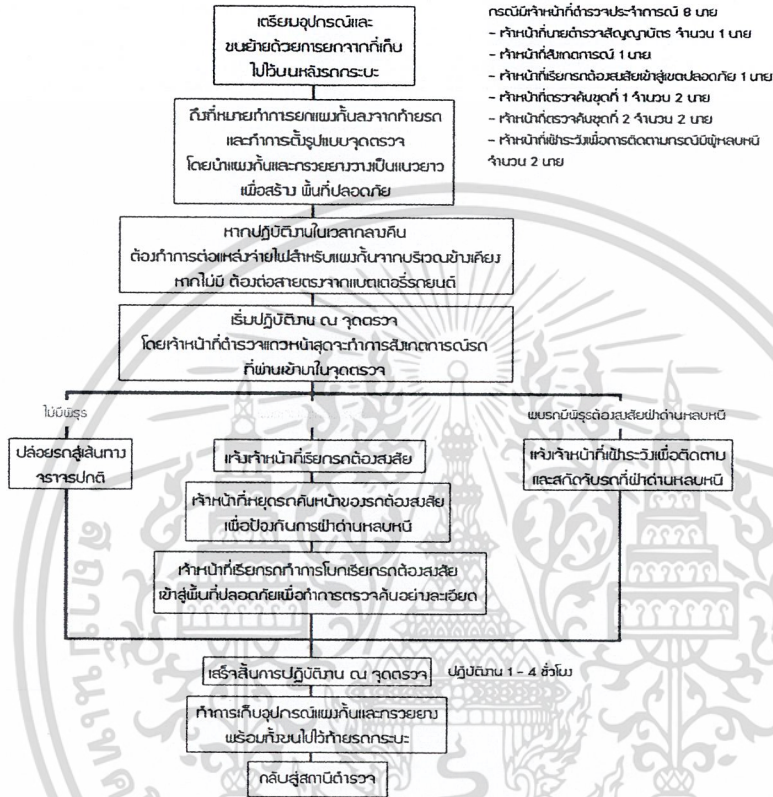 เตรียมอุปกรณ์และ
ขนย้ายด้วยการยกจากที่เก็บ
ไปไว้บนหลังรถกระบะ
กรณีมีเจ้าหน้าที่ตำรวจประจำการณ์ 8 นาย
- เจ้าหน้าที่นายตำรวจสัญญาบัตร จำนวน 1 นาย
- เจ้าหน้าที่สังเกตการณ์ 1 นาย
- เจ้าหน้าที่เรียกรถต้องสงสัยเข้าสู่เขตปลอดภัย 1 นาย
- เจ้าหน้าที่ตรวจค้นชุดที่ 1 จำนวน 2 นาย
- เจ้าหน้าที่ตรวจค้นชุดที่ 2 จำนวน 2 นาย
- เจ้าหน้าที่เฝ้าระวังเพื่อการติดตามกรณีมีผู้หลบหนี
จำนวน 2 นาย
ถึงที่หมายทำการยกแผงกั้นลงจากท้ายรถ
และทำการตั้งรูปแบบจุดตรวจ
โดยนำแผงกั้นและกรวยยางวางเป็นแนวยาว
เพื่อสร้าง พื้นที่ปลอดภัย
หากปฏิบัติงานในเวลากลางคืน
ต้องทำการต่อแหล่งจ่ายไฟสำหรับแผงกั้นจากบริเวณข้างเคียง
หากไม่มี ต้องต่อสายตรงจากแบตเตอรี่รถยนต์
เริ่มปฏิบัติงาน ณ จุดตรวจ
โดยเจ้าหน้าที่ตำรวจแถวหน้าสุดจะทำการสังเกตการณ์รถ
ที่ผ่านเข้ามาในจุดตรวจ
ไม่มีพิรุธ
พบรถมีพิรุธต้องสงสัยฝ่าด่านหลบหนี
ปล่อยรถสู่เส้นทาง
จราจรปกติ
แจ้งเจ้าหน้าที่เรียกรถต้องสงสัย
แจ้งเจ้าหน้าที่เฝ้าระวังเพื่อติดตาม
และสกัดจับรถที่ฝ่าด่านหลบหนี
เจ้าหน้าที่หยุดรถคันหน้าของรถต้องสงสัย
เพื่อป้องกันการฝ่าด่านหลบหนี
เจ้าหน้าที่เรียกรถทำการโบกเรียกรถต้องสงสัย
เข้าสู่พื้นที่ปลอดภัยเพื่อทำการตรวจค้นอย่างละเอียด
เสร็จสิ้นการปฏิบัติงาน ณ จุดตรวจ
ปฏิบัติงาน 1 - 4 ชั่วโมง
ทำการเก็บอุปกรณ์แผงกั้นและกรวยยาง
พร้อมทั้งขนไปไว้ท้ายรถกระบะ
กลับสู่สถานีตำรวจ